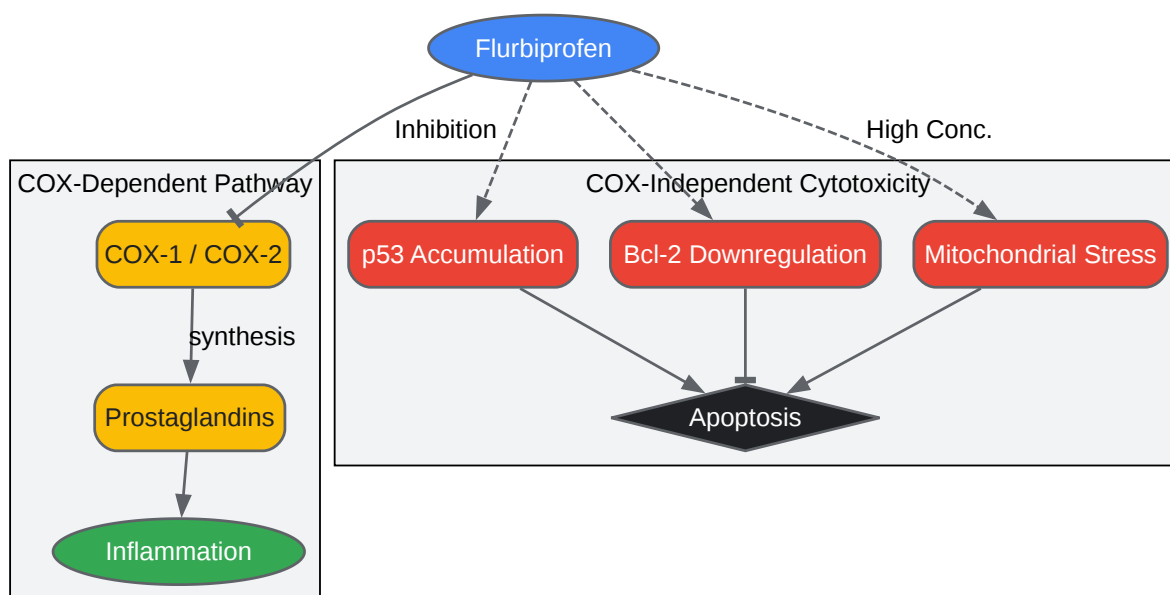 Flurbiprofen
Inhibition
High Conc.
COX-Dependent Pathway
COX-Independent Cytotoxicity
COX-1 / COX-2
p53 Accumulation
Bcl-2 Downregulation
Mitochondrial Stress
synthesis
Prostaglandins
Apoptosis
Inflammation